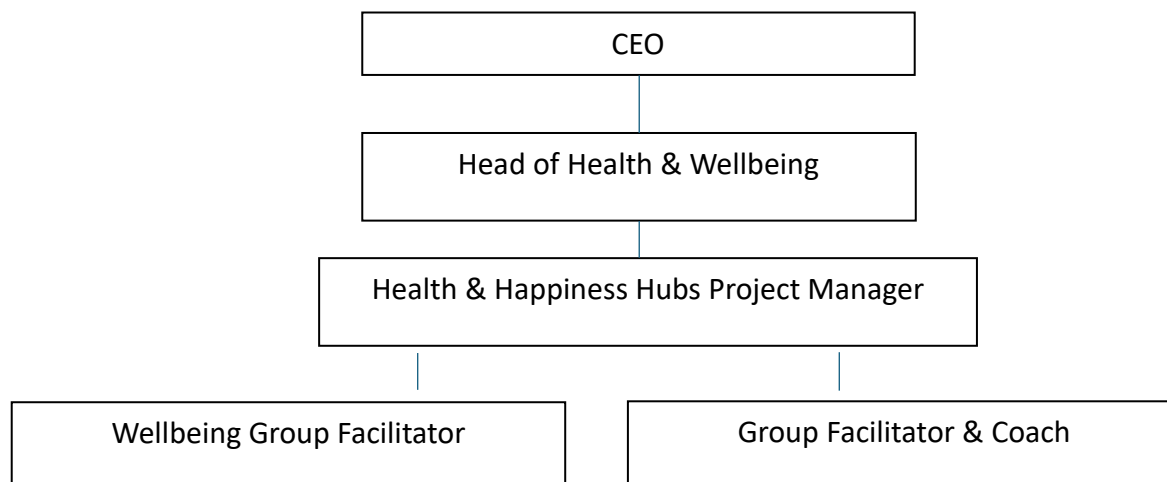 CEO
Head of Health & Wellbeing
Health & Happiness Hubs Project Manager
Wellbeing Group Facilitator
Group Facilitator & Coach